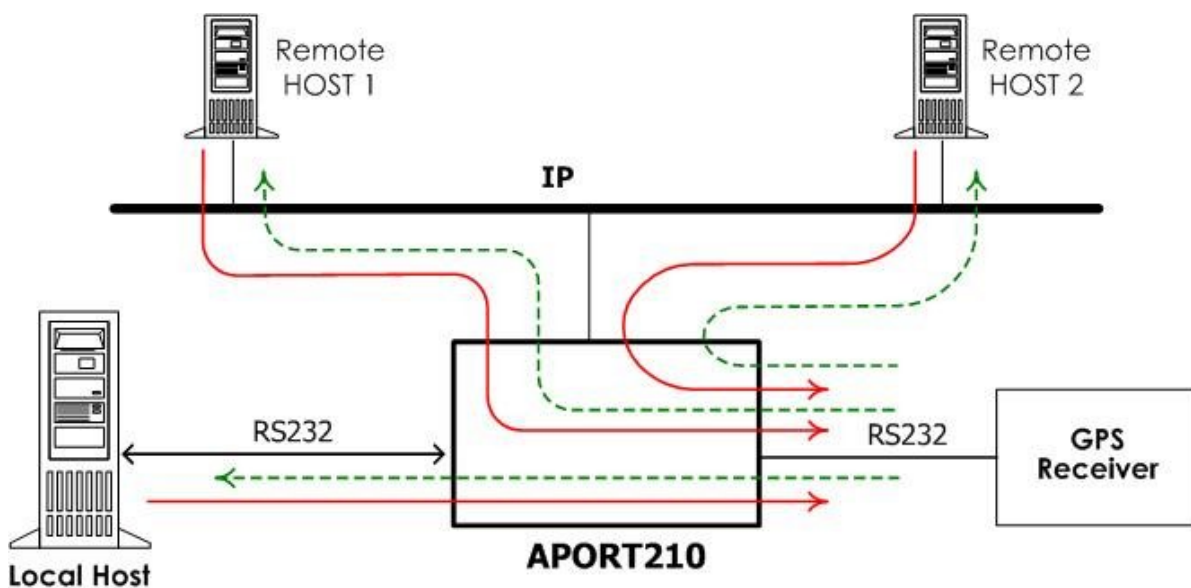 Remote
HOST 1
Remote
HOST 2
IP
RS232
RS232
GPS
Receiver
APORT210
Local Host